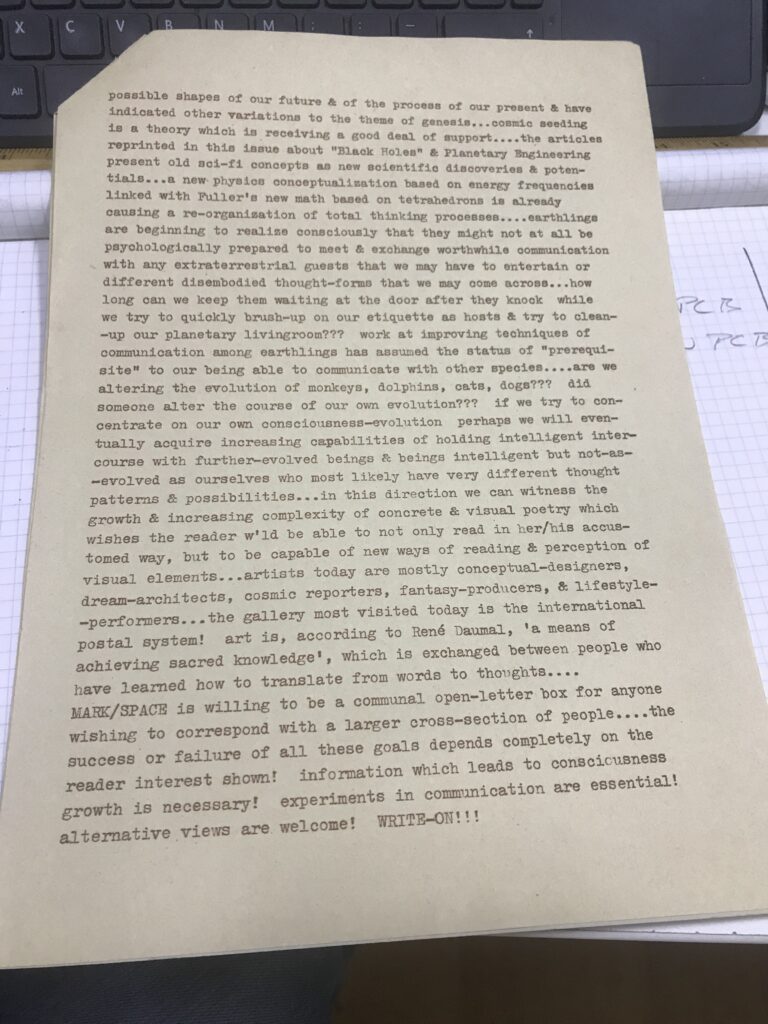 X C V B N M ; : — ↑
Alt
possible shapes of our future & of the process of our present & have
indicated other variations to the theme of genesis...cosmic seeding
is a theory which is receiving a good deal of support....the articles
reprinted in this issue about "Black Holes" & Planetary Engineering
present old sci-fi concepts as new scientific discoveries & poten-
tials...a new physics conceptualization based on energy frequencies
linked with Fuller's new math based on tetrahedrons is already
causing a re-organization of total thinking processes....earthlings
are beginning to realize consciously that they might not at all be
psychologically prepared to meet & exchange worthwhile communication
with any extraterrestrial guests that we may have to entertain or
different disembodied thought-forms that we may come across...how
long can we keep them waiting at the door after they knock  while
we try to quickly brush-up on our etiquette as hosts & try to clean-
-up our planetary livingroom???  work at improving techniques of
communication among earthlings has assumed the status of "prerequi-
site" to our being able to communicate with other species....are we
altering the evolution of monkeys, dolphins, cats, dogs???  did
someone alter the course of our own evolution???  if we try to con-
centrate on our own consciousness-evolution  perhaps we will even-
tually acquire increasing capabilities of holding intelligent inter-
course with further-evolved beings & beings intelligent but not-as-
-evolved as ourselves who most likely have very different thought
patterns & possibilities...in this direction we can witness the
growth & increasing complexity of concrete & visual poetry which
wishes the reader w'ld be able to not only read in her/his accus-
tomed way, but to be capable of new ways of reading & perception of
visual elements...artists today are mostly conceptual-designers,
dream-architects, cosmic reporters, fantasy-producers, & lifestyle-
-performers...the gallery most visited today is the international
postal system!  art is, according to René Daumal, 'a means of
achieving sacred knowledge', which is exchanged between people who
have learned how to translate from words to thoughts....
MARK/SPACE is willing to be a communal open-letter box for anyone
wishing to correspond with a larger cross-section of people....the
success or failure of all these goals depends completely on the
reader interest shown!  information which leads to consciousness
growth is necessary!  experiments in communication are essential!
alternative views are welcome!  WRITE-ON!!!
PCB
PCB